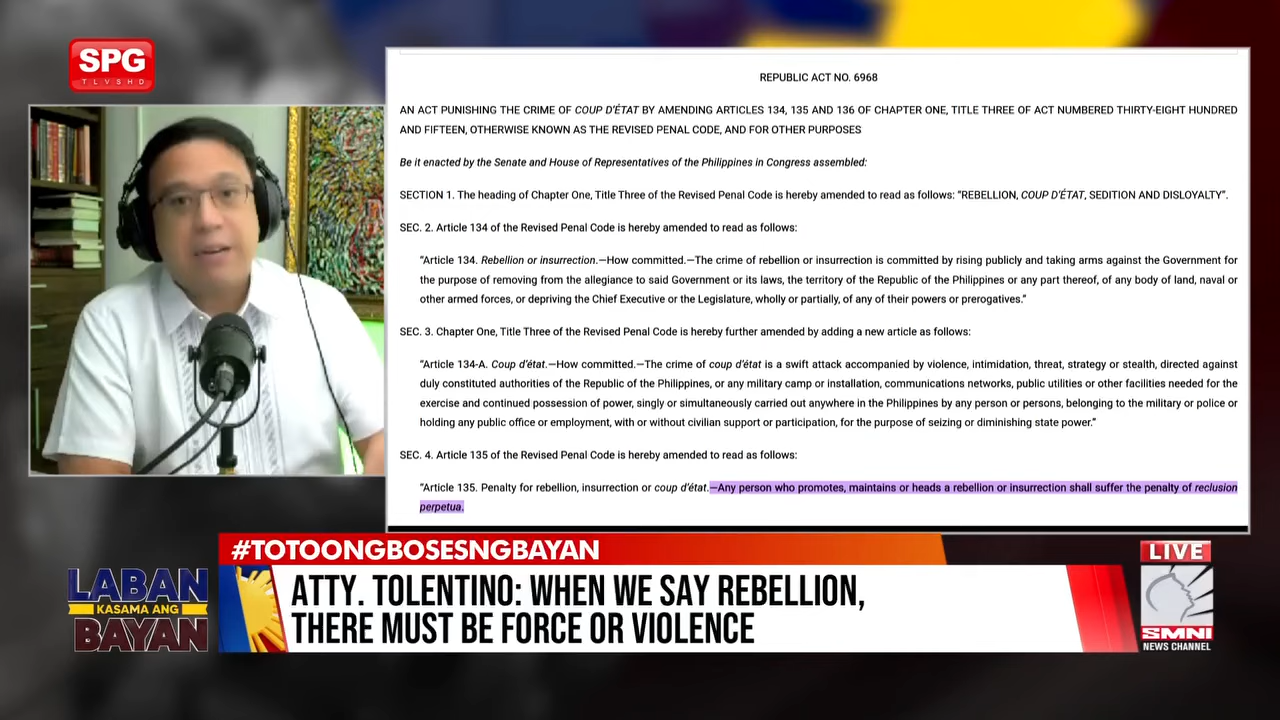 SPG
TLVSHD
REPUBLIC ACT NO. 6968
AN ACT PUNISHING THE CRIME OF COUP D'ÉTAT BY AMENDING ARTICLES 134, 135 AND 136 OF CHAPTER ONE, TITLE THREE OF ACT NUMBERED THIRTY-EIGHT HUNDRED
AND FIFTEEN, OTHERWISE KNOWN AS THE REVISED PENAL CODE, AND FOR OTHER PURPOSES
Be it enacted by the Senate and House of Representatives of the Philippines in Congress assembled:
SECTION 1. The heading of Chapter One, Title Three of the Revised Penal Code is hereby amended to read as follows: "REBELLION, COUP D'ÉTAT, SEDITION AND DISLOYALTY".
SEC. 2. Article 134 of the Revised Penal Code is hereby amended to read as follows:
"Article 134. Rebellion or insurrection.—How committed.—The crime of rebellion or insurrection is committed by rising publicly and taking arms against the Government for
the purpose of removing from the allegiance to said Government or its laws, the territory of the Republic of the Philippines or any part thereof, of any body of land, naval or
other armed forces, or depriving the Chief Executive or the Legislature, wholly or partially, of any of their powers or prerogatives."
SEC. 3. Chapter One, Title Three of the Revised Penal Code is hereby further amended by adding a new article as follows:
"Article 134-A. Coup d'état.—How committed.—The crime of coup d'état is a swift attack accompanied by violence, intimidation, threat, strategy or stealth, directed against
duly constituted authorities of the Republic of the Philippines, or any military camp or installation, communications networks, public utilities or other facilities needed for the
exercise and continued possession of power, singly or simultaneously carried out anywhere in the Philippines by any person or persons, belonging to the military or police or
holding any public office or employment, with or without civilian support or participation, for the purpose of seizing or diminishing state power."
SEC. 4. Article 135 of the Revised Penal Code is hereby amended to read as follows:
"Article 135. Penalty for rebellion, insurrection or coup d'état.—Any person who promotes, maintains or heads a rebellion or insurrection shall suffer the penalty of reclusion
perpetua.
#TOTOONGBOSESNGBAYAN
LABAN
KASAMA ANG
BAYAN
ATTY. TOLENTINO: WHEN WE SAY REBELLION,
THERE MUST BE FORCE OR VIOLENCE
LIVE
SMNI
NEWS CHANNEL